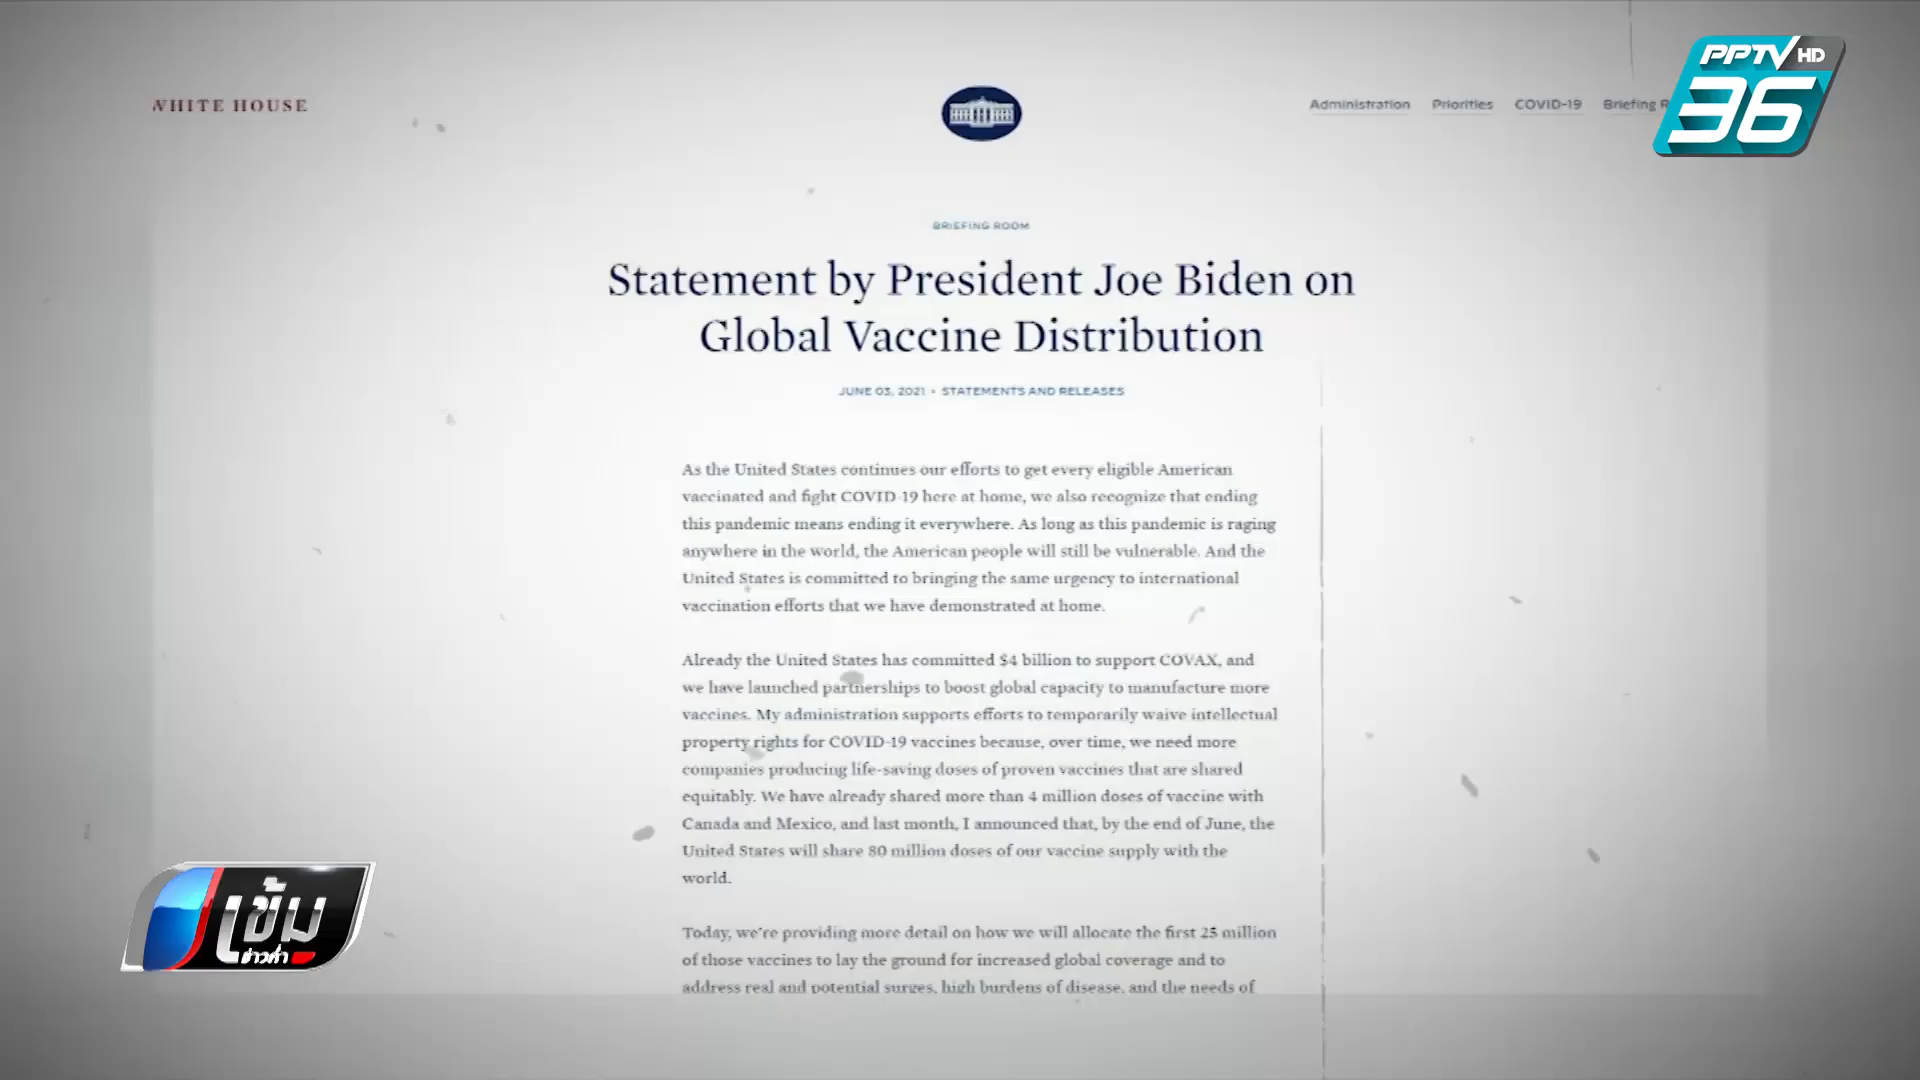 WHITE HOUSE
Administration Priorities COVID-19 Briefing
PPTV HD
36
BRIEFING ROOM
Statement by President Joe Biden on
Global Vaccine Distribution
JUNE 03, 2021 • STATEMENTS AND RELEASES
As the United States continues our efforts to get every eligible American
vaccinated and fight COVID-19 here at home, we also recognize that ending
this pandemic means ending it everywhere. As long as this pandemic is raging
anywhere in the world, the American people will still be vulnerable. And the
United States is committed to bringing the same urgency to international
vaccination efforts that we have demonstrated at home.
Already the United States has committed $4 billion to support COVAX, and
we have launched partnerships to boost global capacity to manufacture more
vaccines. My administration supports efforts to temporarily waive intellectual
property rights for COVID-19 vaccines because, over time, we need more
companies producing life-saving doses of proven vaccines that are shared
equitably. We have already shared more than 4 million doses of vaccine with
Canada and Mexico, and last month, I announced that, by the end of June, the
United States will share 80 million doses of our vaccine supply with the
world.
Today, we're providing more detail on how we will allocate the first 25 million
of those vaccines to lay the ground for increased global coverage and to
address real and potential surges, high burdens of disease, and the needs of
เข้ม
ข่าวค่ำ